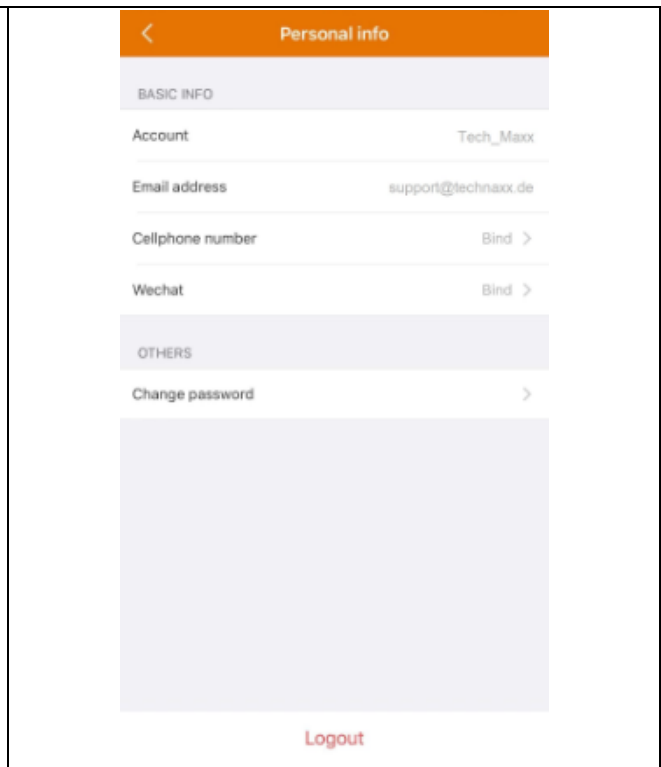 Personal info
BASIC INFO
Account Tech_Maxx
Email address support@technaxx.de
Cellphone number Bind
Wechat Bind
OTHERS
Change password
Logout